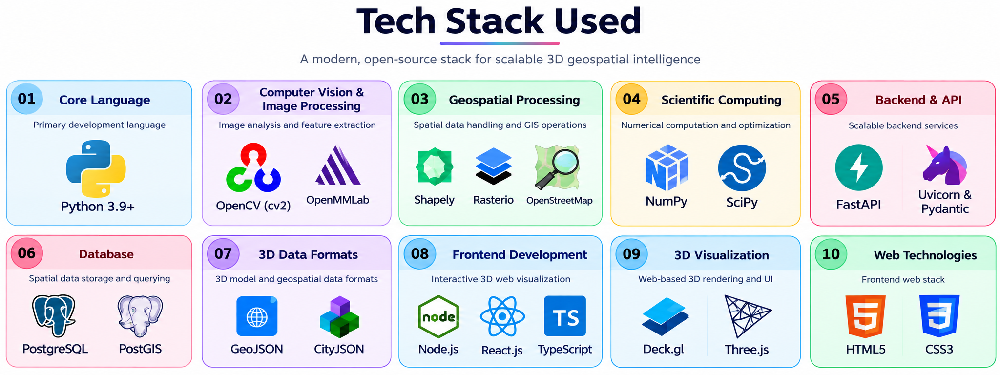 Tech Stack Used
A modern, open-source stack for scalable 3D geospatial intelligence
01
Core Language
Primary development language
Python 3.9+
02
Computer Vision &
Image Processing
Image analysis and feature extraction
OpenCV (cv2)
OpenMMLab
03
Geospatial Processing
Spatial data handling and GIS operations
Shapely
Rasterio
OpenStreetMap
04
Scientific Computing
Numerical computation and optimization
N
NumPy
SciPy
05
Backend & API
Scalable backend services
FastAPI
Uvicorn &
Pydantic
06
Database
Spatial data storage and querying
PostgreSQL
PostGIS
07
3D Data Formats
3D model and geospatial data formats
GeoJSON
CityJSON
08
Frontend Development
Interactive 3D web visualization
node
TS
Node.js
React.js
TypeScript
09
3D Visualization
Web-based 3D rendering and UI
Deck.gl
Three.js
10
Web Technologies
Frontend web stack
5
3
HTML5
CSS3